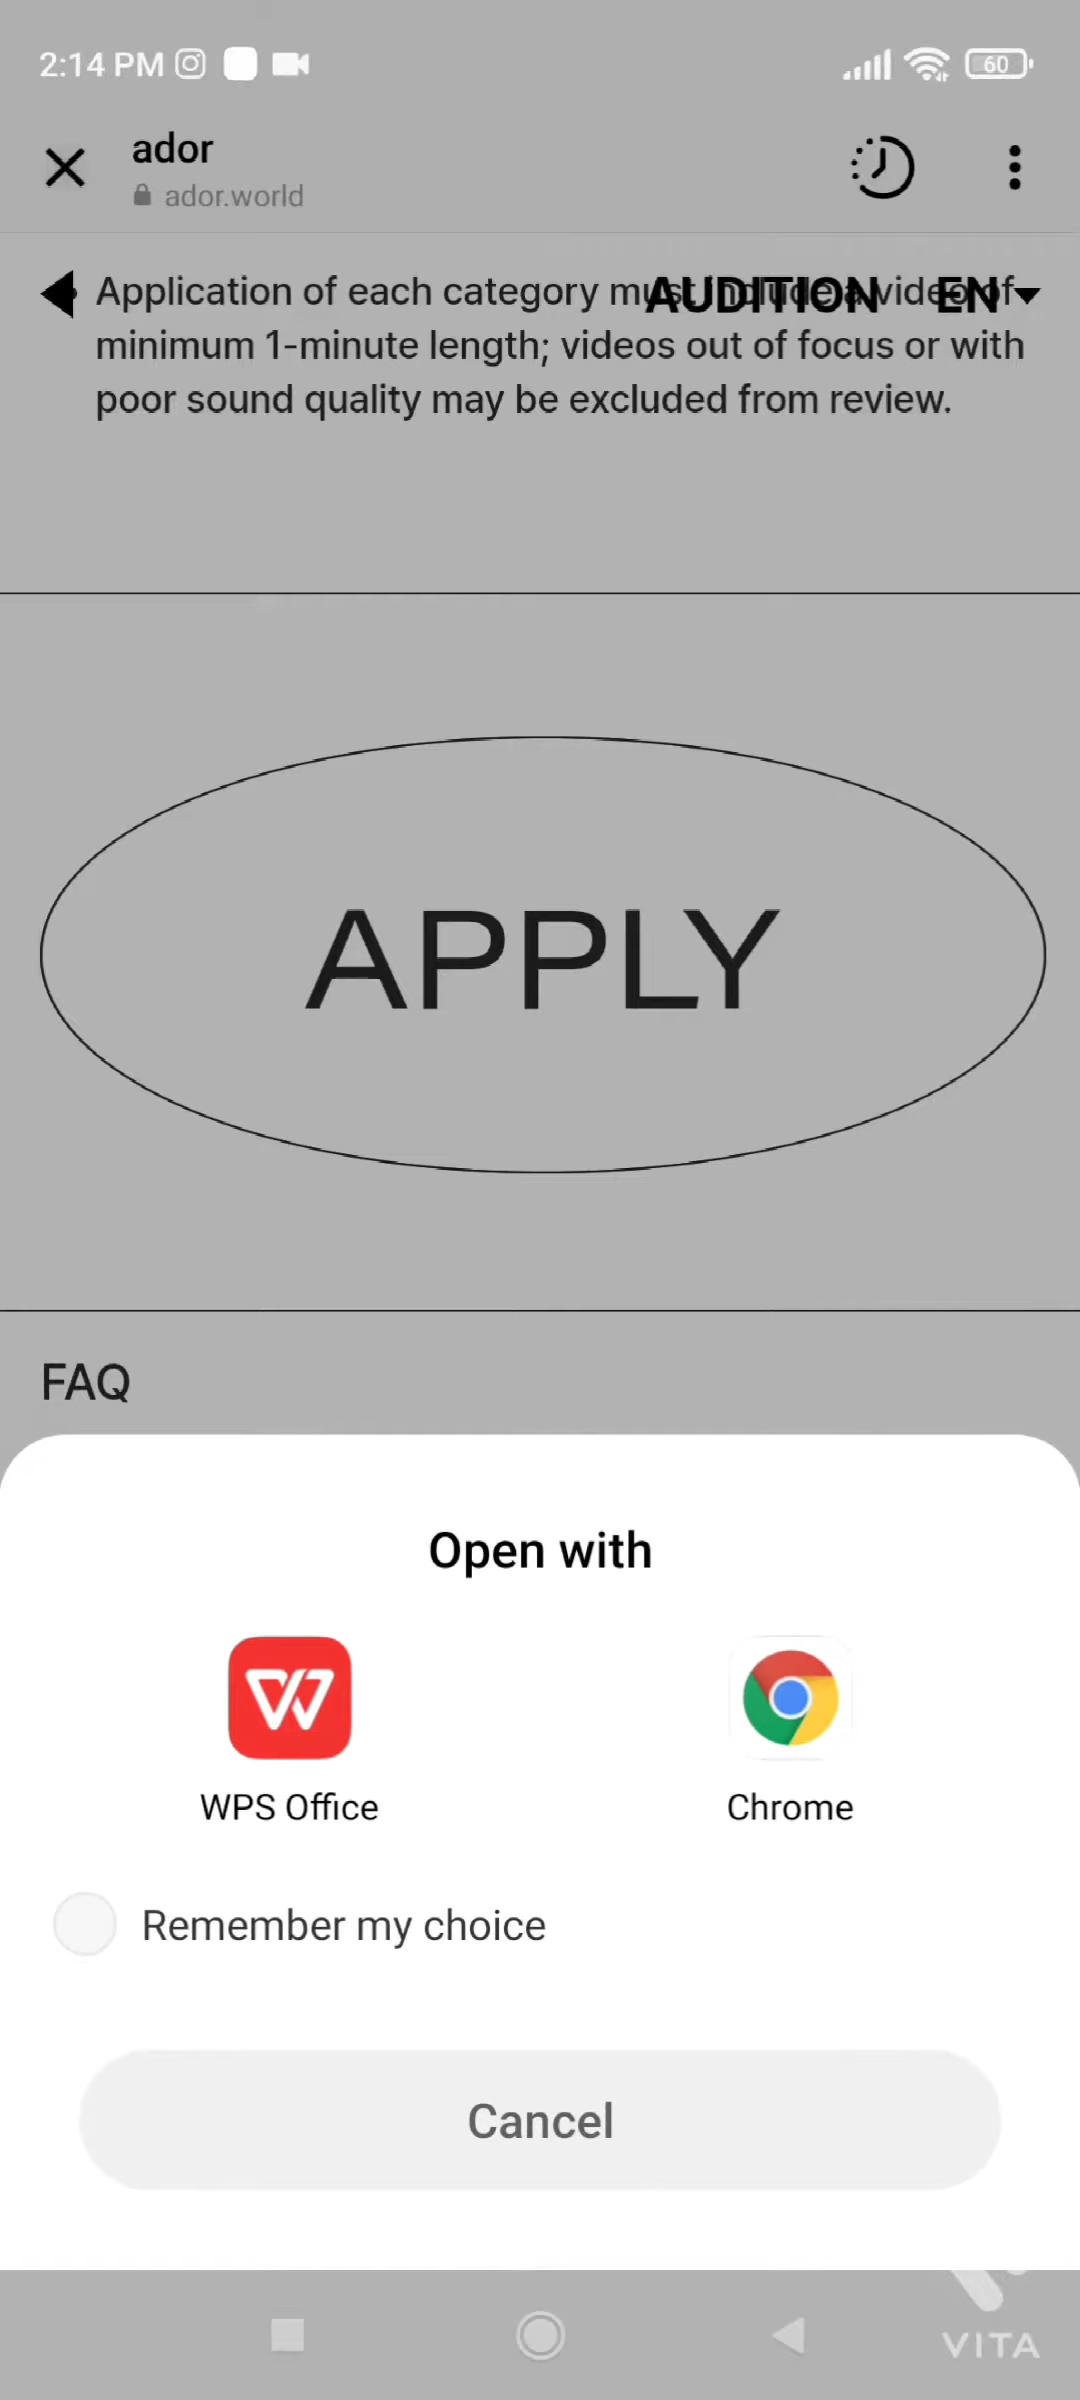 2:14 PM
60
ador
ador.world
AUDITION EN
Application of each category must include a video of
minimum 1-minute length; videos out of focus or with
poor sound quality may be excluded from review.
APPLY
FAQ
Open with
WPS Office
Chrome
Remember my choice
Cancel
VITA